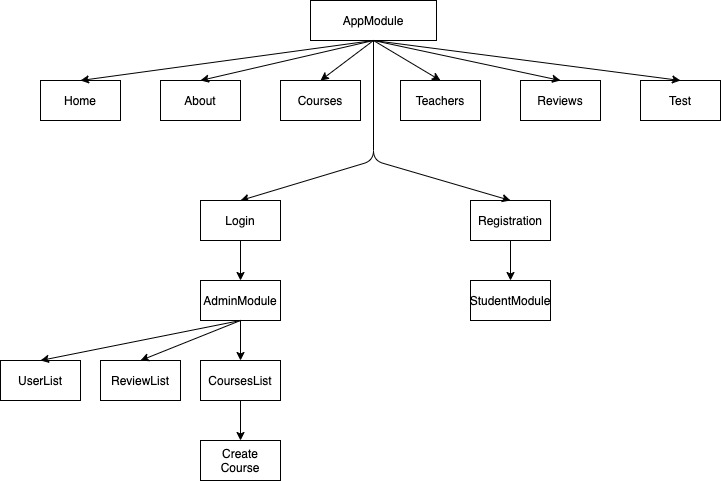 AppModule
Home
About
Courses
Teachers
Reviews
Test
Login
Registration
AdminModule
StudentModule
UserList
ReviewList
CoursesList
Create
Course